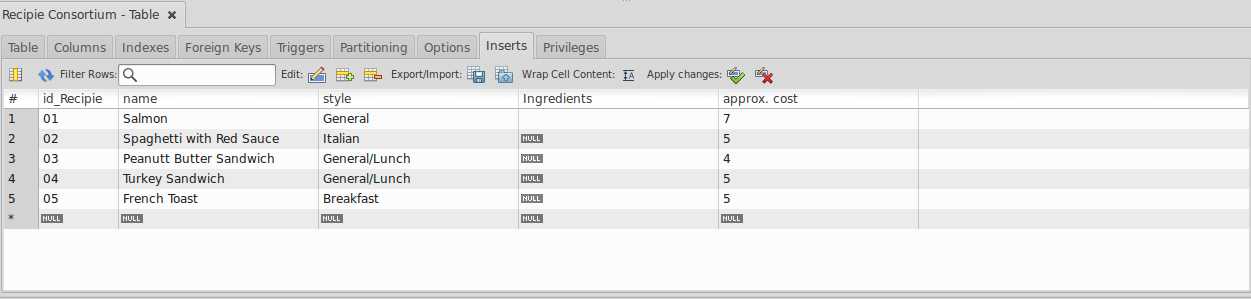 Recipie Consortium - Table ×
Table Columns Indexes Foreign Keys Triggers Partitioning Options Inserts Privileges
Filter Rows: Edit: Export/Import: Wrap Cell Content: IA Apply changes:
# id_Recipie name style Ingredients approx. cost
1 01 Salmon General 7
2 02 Spaghetti with Red Sauce Italian NULL 5
3 03 Peanutt Butter Sandwich General/Lunch NULL 4
4 04 Turkey Sandwich General/Lunch NULL 5
5 05 French Toast Breakfast NULL 5
* NULL NULL NULL NULL NULL